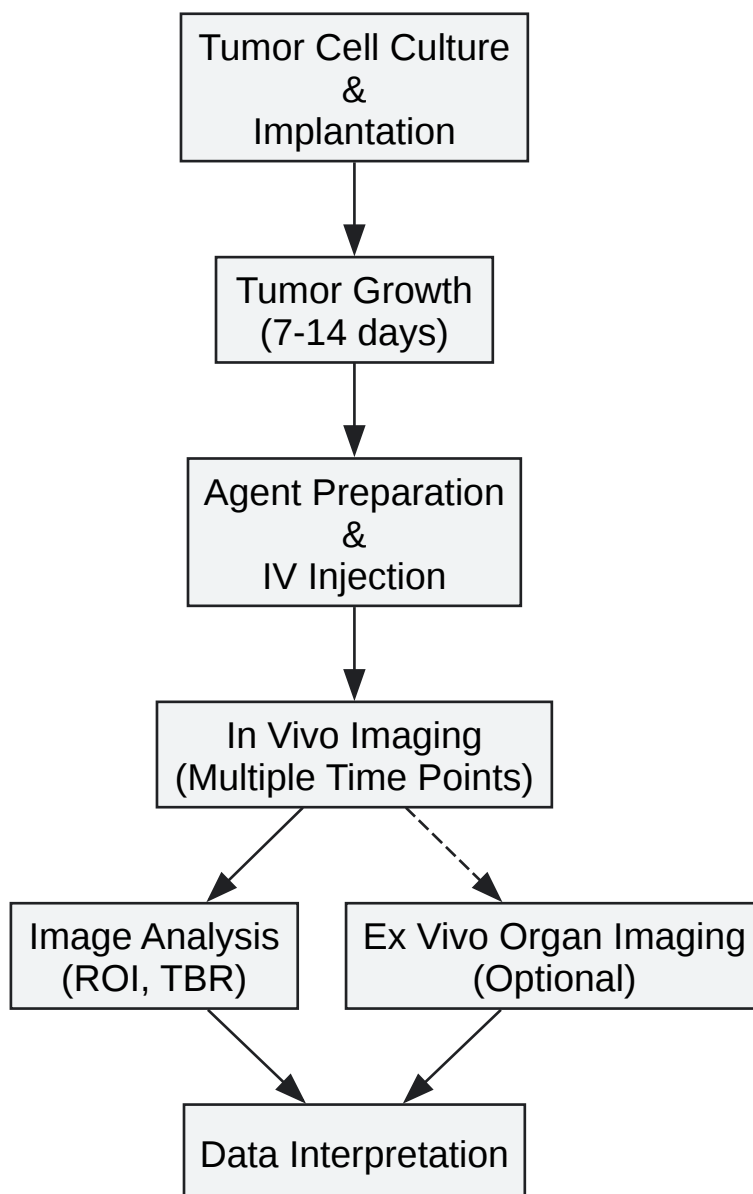 Tumor Cell Culture
&
Implantation
Tumor Growth
(7-14 days)
Agent Preparation
&
IV Injection
In Vivo Imaging
(Multiple Time Points)
Image Analysis
(ROI, TBR)
Ex Vivo Organ Imaging
(Optional)
Data Interpretation